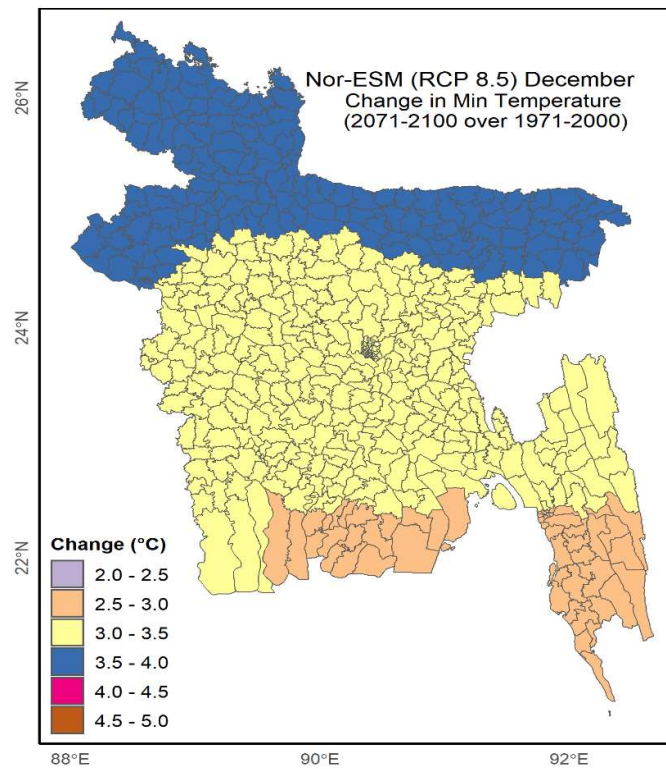 Nor-ESM (RCP 8.5) December
Change in Min Temperature
(2071-2100 over 1971-2000)
26°N
24°N
22°N
Change (°C)
2.0 - 2.5
2.5 - 3.0
3.0 - 3.5
3.5 - 4.0
4.0 - 4.5
4.5 - 5.0
88°E
90°E
92°E